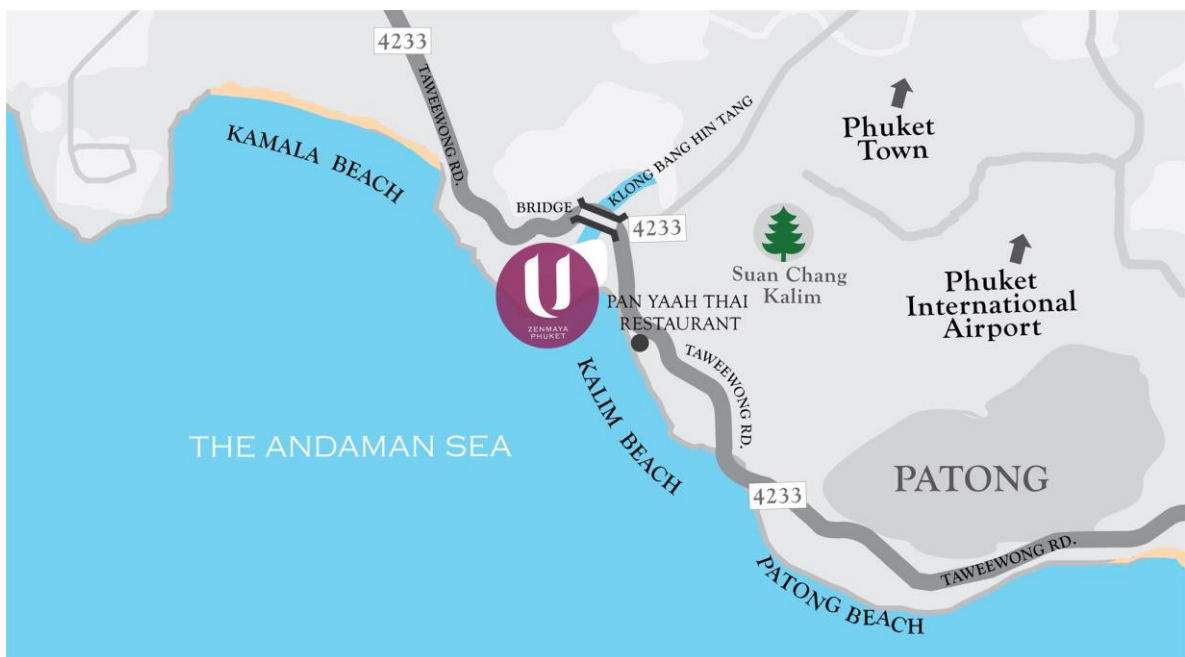 4233
TAWEEWONG RD.
KAMALA BEACH
KLONG BANG HIN TANG
Phuket
Town
BRIDGE
4233
Suan Chang
Kalim
Phuket
International
Airport
U
ZENMAYA
PHUKET
PAN YAAH THAI
RESTAURANT
TAWEEWONG RD.
KALIM BEACH
THE ANDAMAN SEA
PATONG
4233
TAWEEWONG RD.
PATONG BEACH